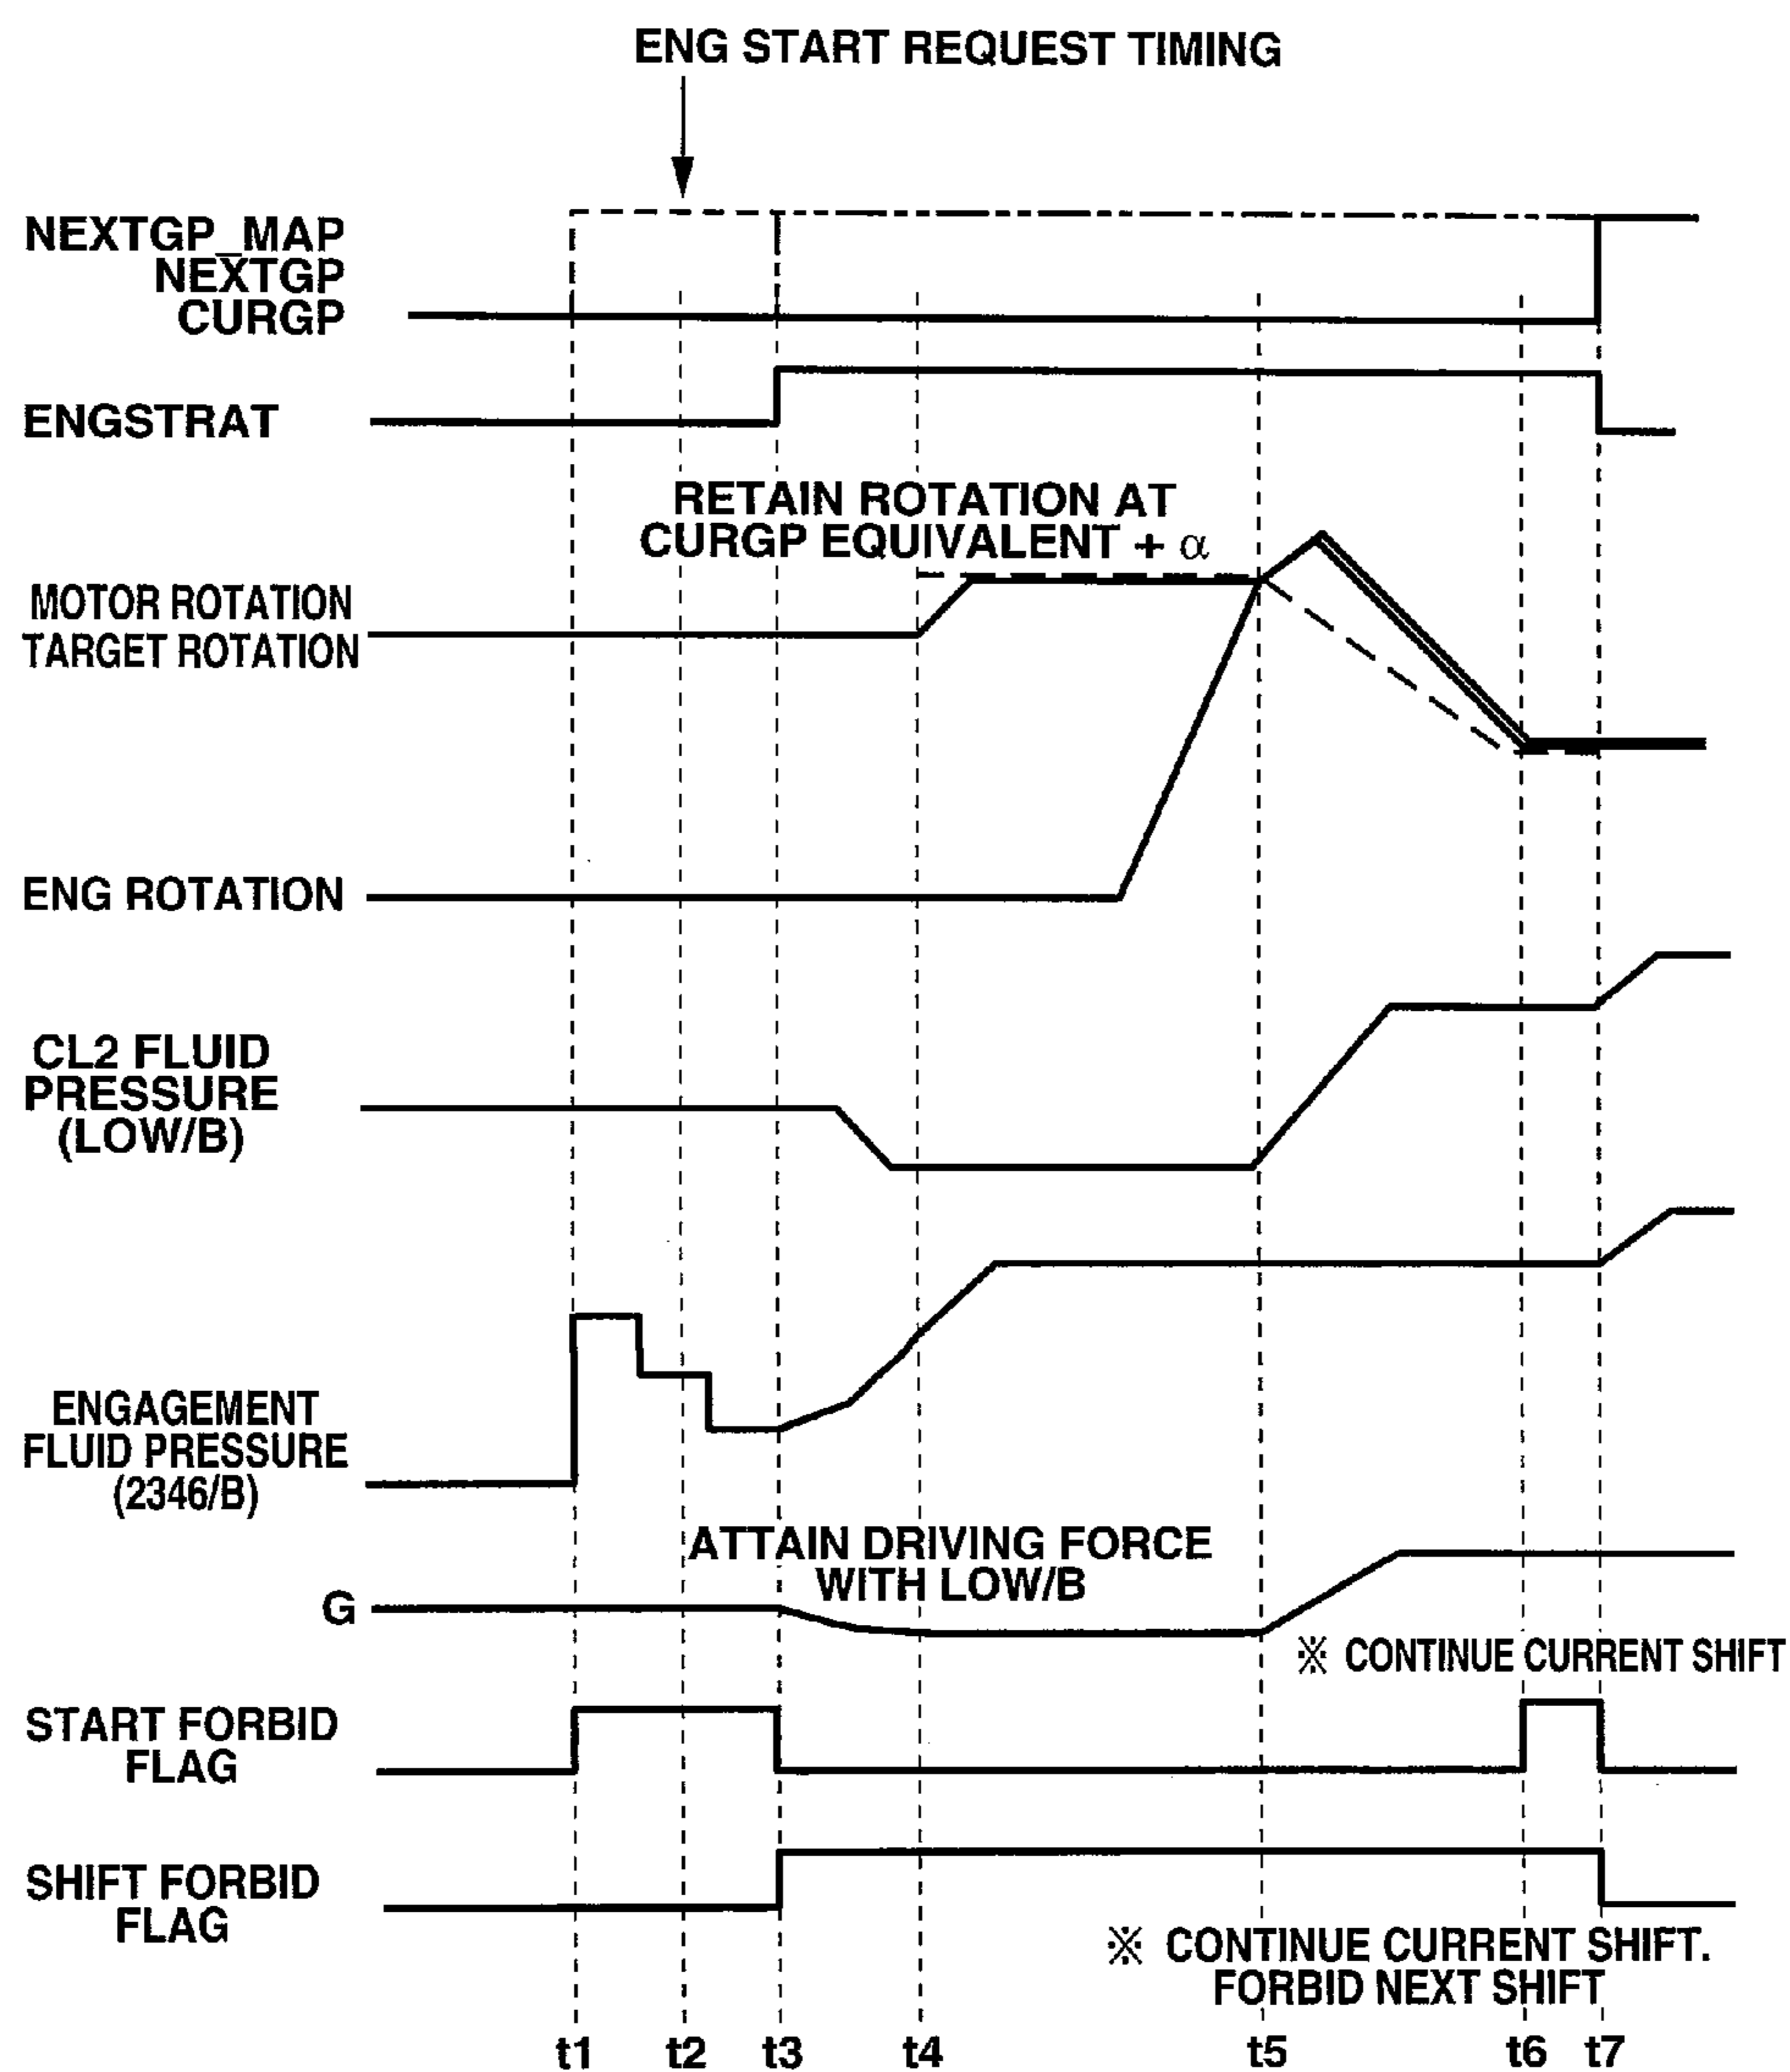 ENG START REQUEST TIMING
NEXTGP_MAP
NEXTGP
CURGP
ENGSTRAT
RETAIN ROTATION AT
CURGP EQUIVALENT + α
MOTOR ROTATION
TARGET ROTATION
ENG ROTATION
CL2 FLUID
PRESSURE
(LOW/B)
ENGAGEMENT
FLUID PRESSURE
(2346/B)
ATTAIN DRIVING FORCE
WITH LOW/B
G
※ CONTINUE CURRENT SHIFT
START FORBID
FLAG
SHIFT FORBID
FLAG
※ CONTINUE CURRENT SHIFT.
FORBID NEXT SHIFT
t1 t2 t3 t4 t5 t6 t7